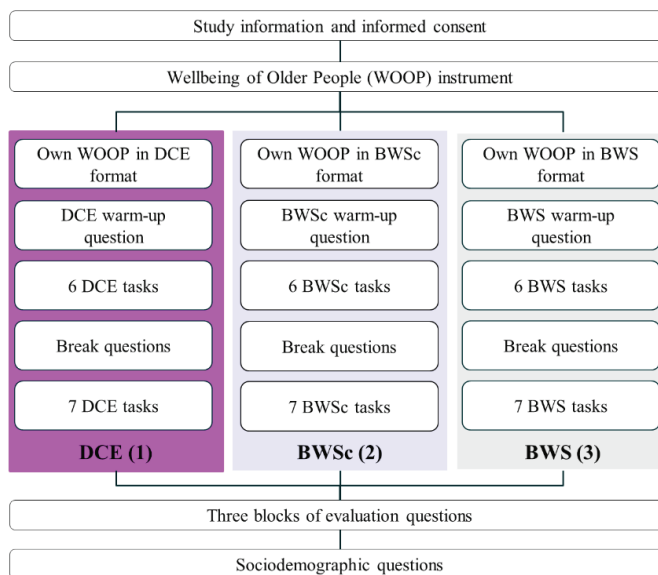 Study information and informed consent
Wellbeing of Older People (WOOP) instrument
Own WOOP in DCE
format
DCE warm-up
question
6 DCE tasks
Break questions
7 DCE tasks
DCE (1)
Own WOOP in BWSc
format
BWSc warm-up
question
6 BWSc tasks
Break questions
7 BWSc tasks
BWSc (2)
Own WOOP in BWS
format
BWS warm-up
question
6 BWS tasks
Break questions
7 BWS tasks
BWS (3)
Three blocks of evaluation questions
Sociodemographic questions